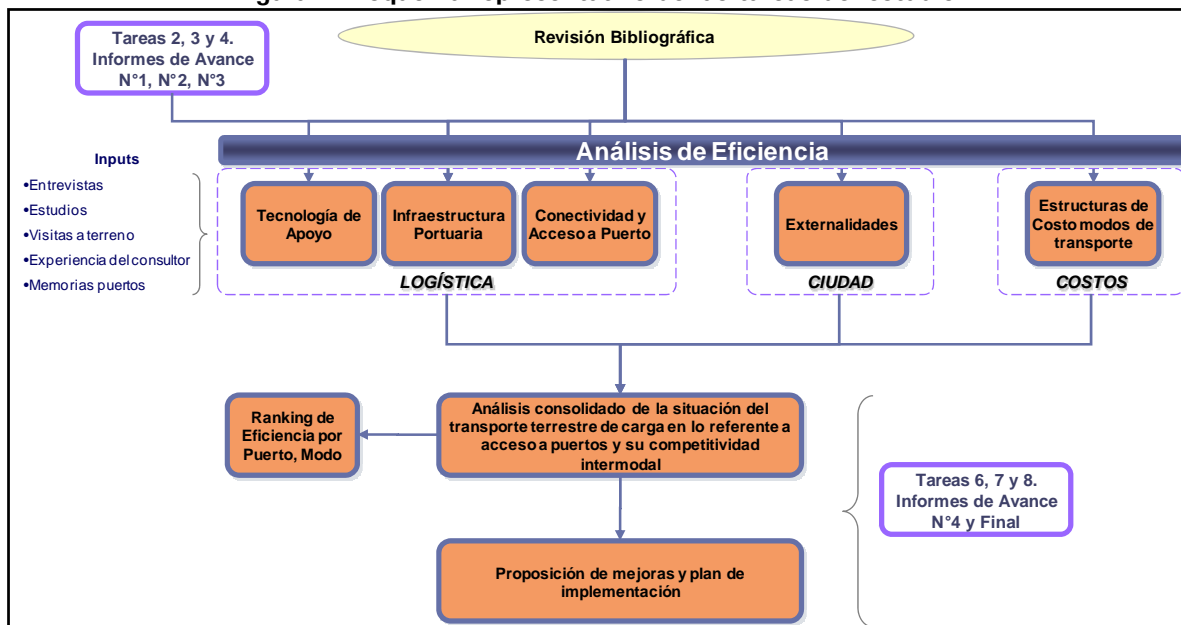 Tareas 2, 3 y 4.
Informes de Avance
N°1, N°2, N°3
Revisión Bibliográfica
Análisis de Eficiencia
Inputs
•Entrevistas
•Estudios
•Visitas a terreno
•Experiencia del consultor
•Memorias puertos
Tecnología de
Apoyo
Infraestructura
Portuaria
Conectividad y
Acceso a Puerto
LOGÍSTICA
Externalidades
CIUDAD
Estructuras de
Costo modos de
transporte
COSTOS
Ranking de
Eficiencia por
Puerto, Modo
Análisis consolidado de la situación del
transporte terrestre de carga en lo referente a
acceso a puertos y su competitividad
intermodal
Tareas 6, 7 y 8.
Informes de Avance
N°4 y Final
Proposición de mejoras y plan de
implementación